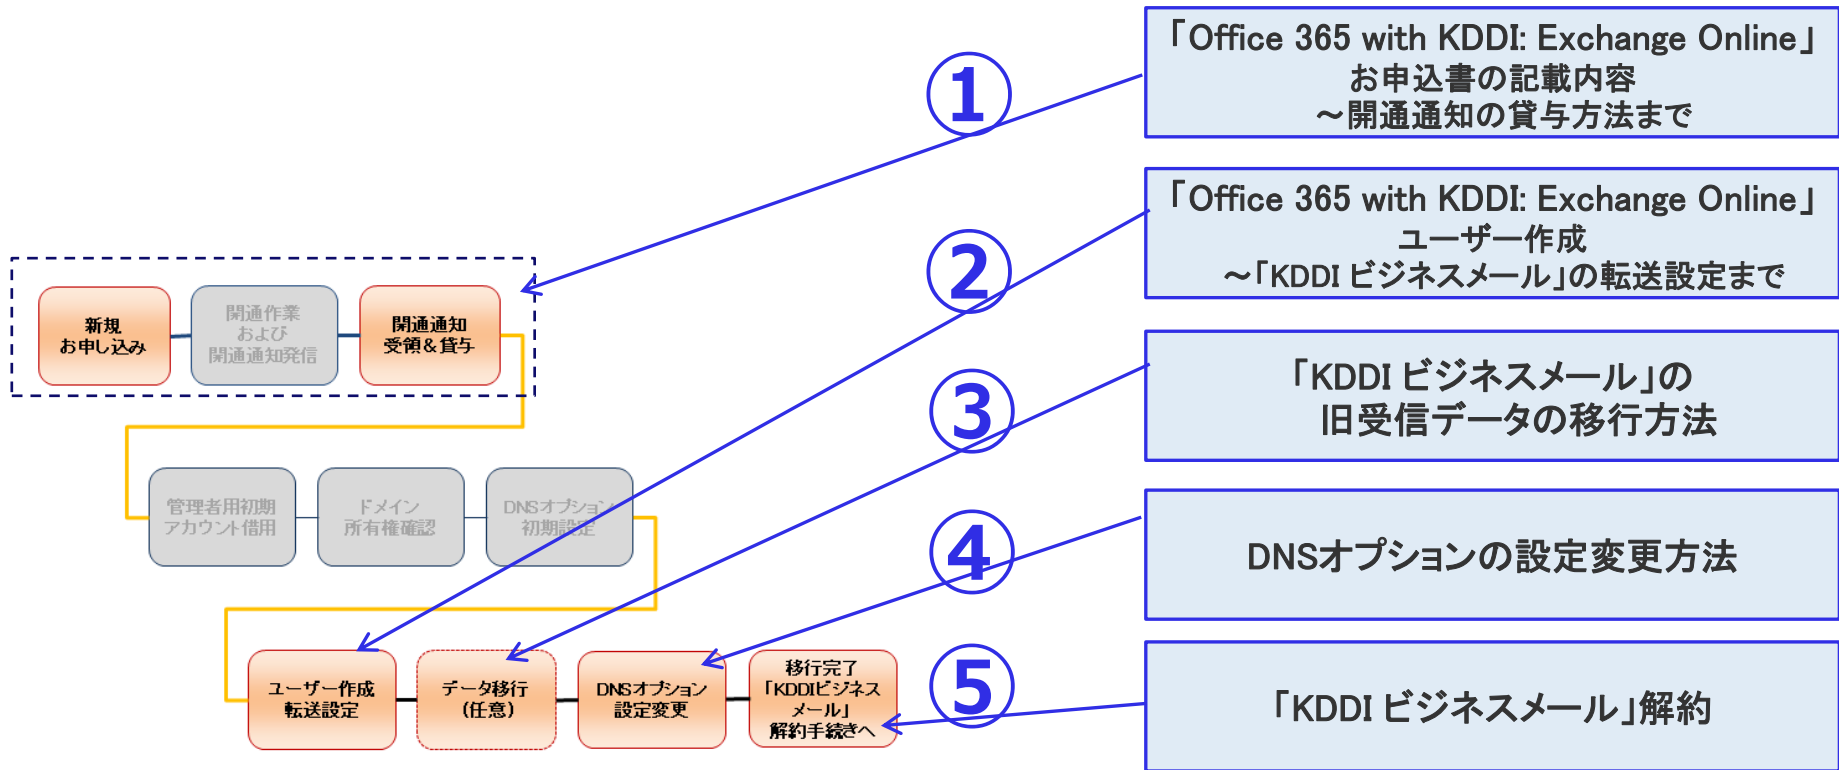 ①
「Office 365 with KDDI: Exchange Online」
お申込書の記載内容
～開通通知の貸与方法まで
②
「Office 365 with KDDI: Exchange Online」
ユーザー作成
～「KDDI ビジネスメール」の転送設定まで
③
「KDDI ビジネスメール」の
旧受信データの移行方法
④
DNSオプションの設定変更方法
⑤
「KDDI ビジネスメール」解約
新規
お申し込み
開通作業
および
開通通知発信
開通通知
受領＆貸与
管理者用初期
アカウント借用
ドメイン
所有権確認
DNSオプション
初期設定
ユーザー作成
転送設定
データ移行
（任意）
DNSオプション
設定変更
移行完了
「KDDIビジネス
メール」
解約手続きへ